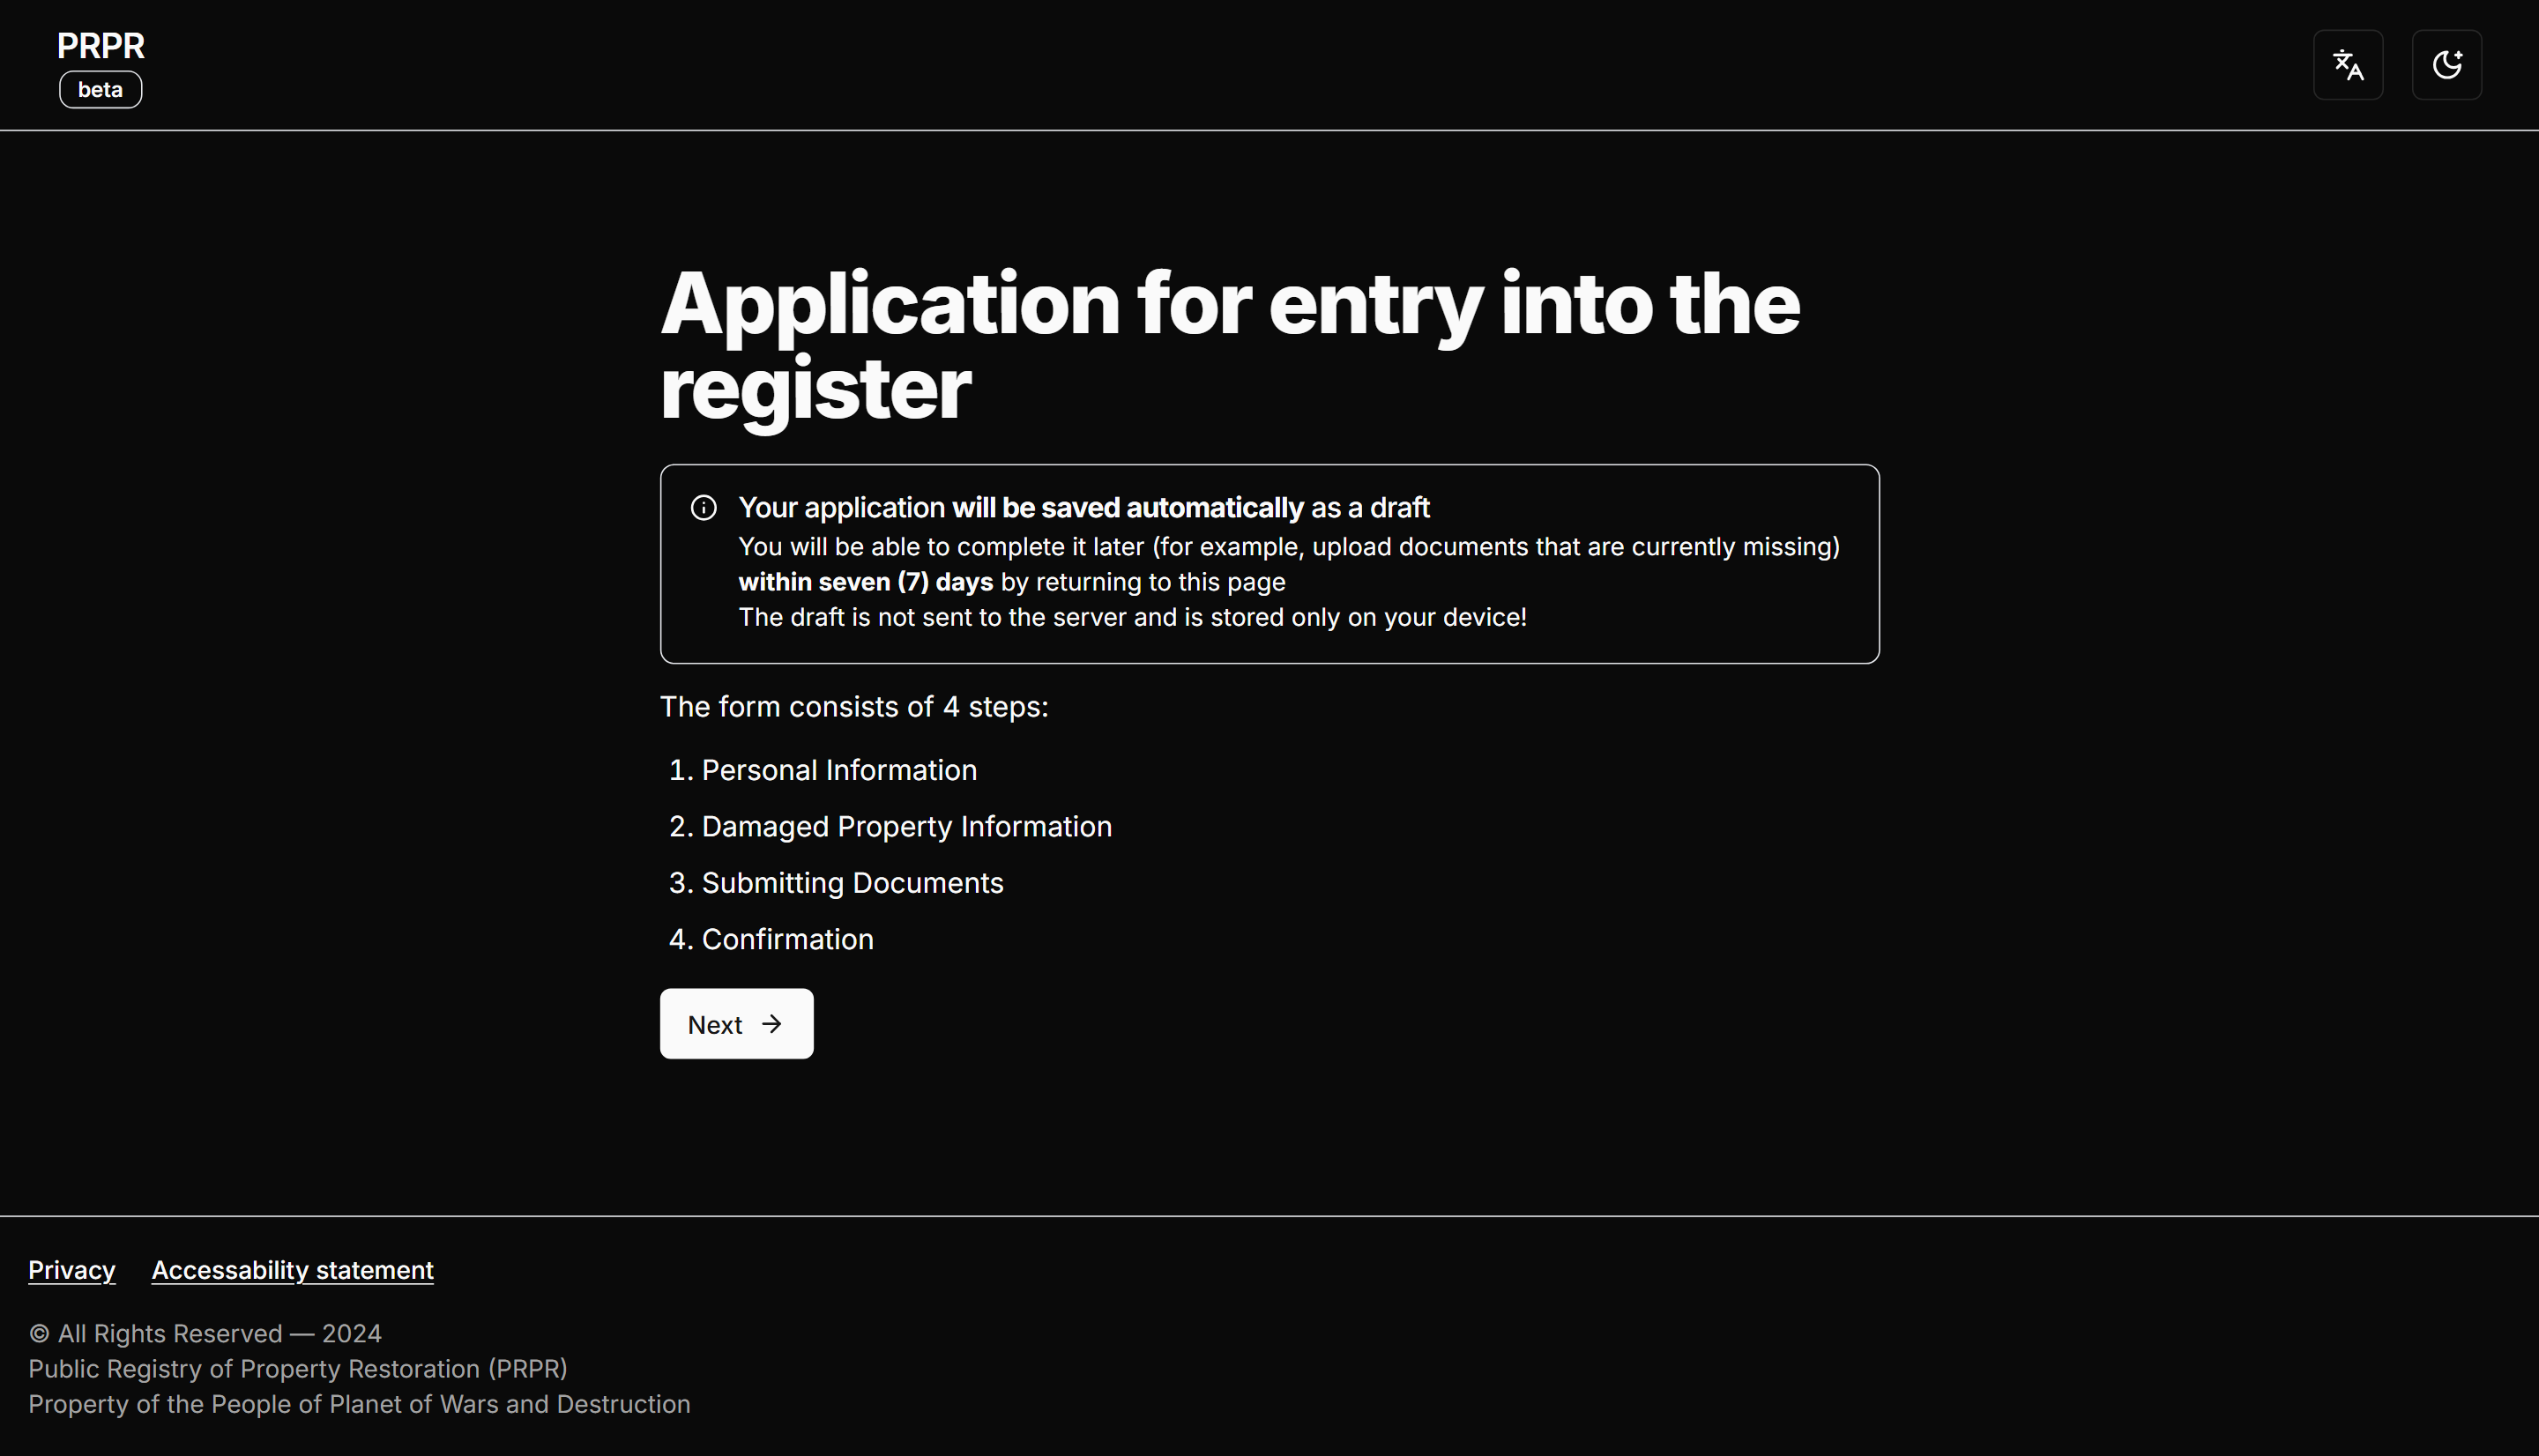 PRPR
beta
Application for entry into the
register
Your application will be saved automatically as a draft
You will be able to complete it later (for example, upload documents that are currently missing)
within seven (7) days by returning to this page
The draft is not sent to the server and is stored only on your device!
The form consists of 4 steps:
1. Personal Information
2. Damaged Property Information
3. Submitting Documents
4. Confirmation
Next
Privacy Accessability statement
© All Rights Reserved — 2024
Public Registry of Property Restoration (PRPR)
Property of the People of Planet of Wars and Destruction